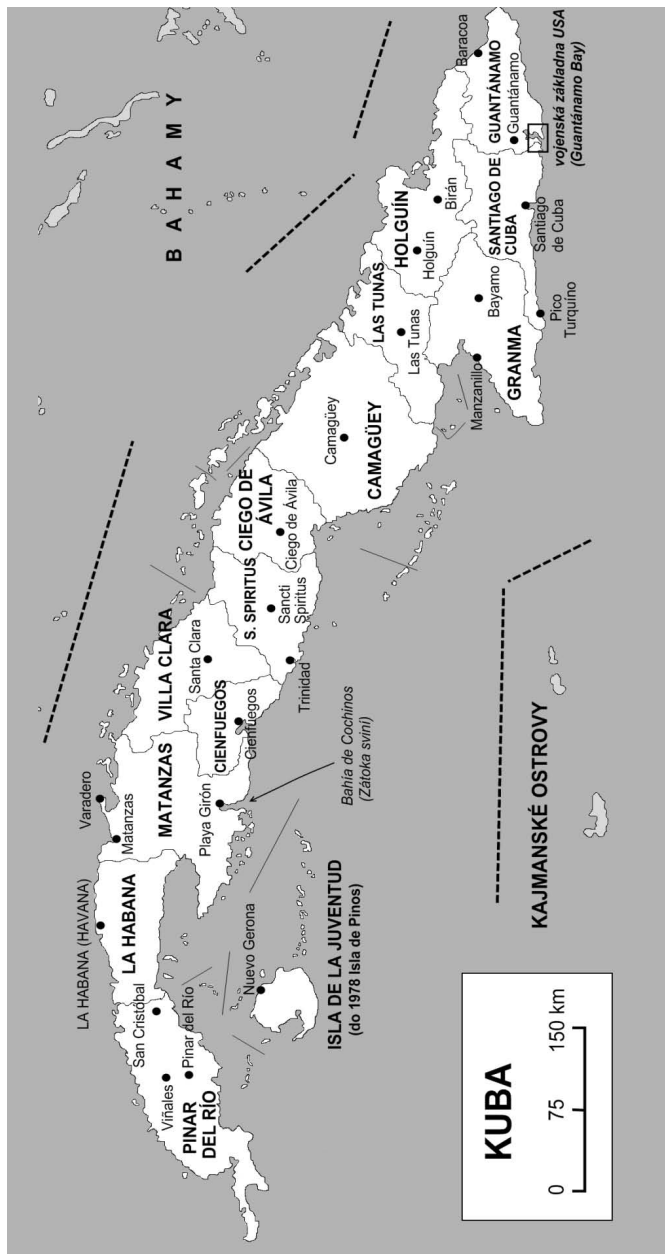 BAHAMY
Varadero
LA HABANA (HAVANA)
Matanzas
LA HABANA
San Cristóbal
Viñales
Pinar del Río
PINAR
DEL RÍO
MATANZAS
Playa Girón
VILLA CLARA
Santa Clara
CIENFUEGOS
Cienfuegos
S. SPIRITUS
Sancti
Spiritus
Trinidad
CIEGO DE
ÁVILA
Ciego de Ávila
Camagüey
CAMAGÜEY
LAS TUNAS
Las Tunas
HOLGUÍN
Holguín
Birán
Bayamo
Manzanillo
GRANMA
Pico
Turquino
SANTIAGO DE
CUBA
Santiago
de Cuba
Baracoa
GUANTÁNAMO
Guantánamo
vojenská základna USA
(Guantánamo Bay)
Bahía de Cochinos
(Zátoka sviní)
Nuevo Gerona
ISLA DE LA JUVENTUD
(do 1978 Isla de Pinos)
KAJMANSKÉ OSTROVY
KUBA
0 75 150 km